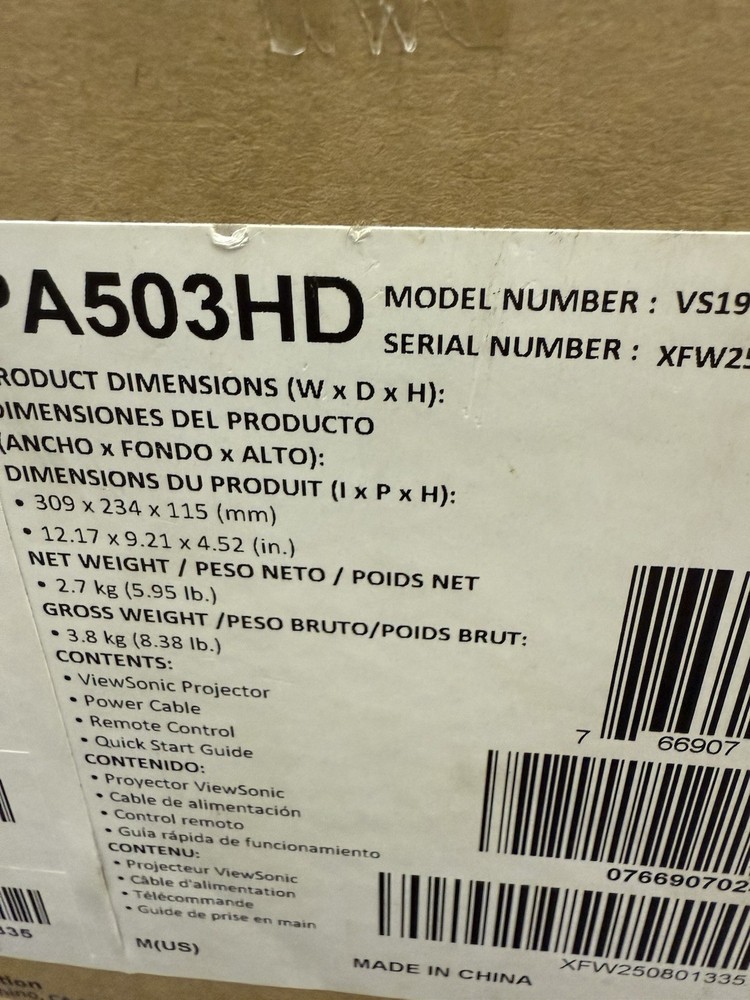 PA503HD
MODEL NUMBER : VS19
SERIAL NUMBER : XFW25
RODUCT DIMENSIONS (W x D x H):
DIMENSIONES DEL PRODUCTO
(ANCHO x FONDO x ALTO):
DIMENSIONS DU PRODUIT (l x P x H):
• 309 x 234 x 115 (mm)
• 12.17 x 9.21 x 4.52 (in.)
NET WEIGHT / PESO NETO / POIDS NET
• 2.7 kg (5.95 lb.)
GROSS WEIGHT /PESO BRUTO/POIDS BRUT:
• 3.8 kg (8.38 lb.)
CONTENTS:
• ViewSonic Projector
• Power Cable
• Remote Control
• Quick Start Guide
CONTENIDO:
• Proyector ViewSonic
• Cable de alimentación
• Control remoto
• Guía rápida de funcionamiento
CONTENU:
• Projecteur ViewSonic
• Câble d'alimentation
• Télécommande
• Guide de prise en main
M(US)
MADE IN CHINA
7 66907
076690702
XFW250801335
335